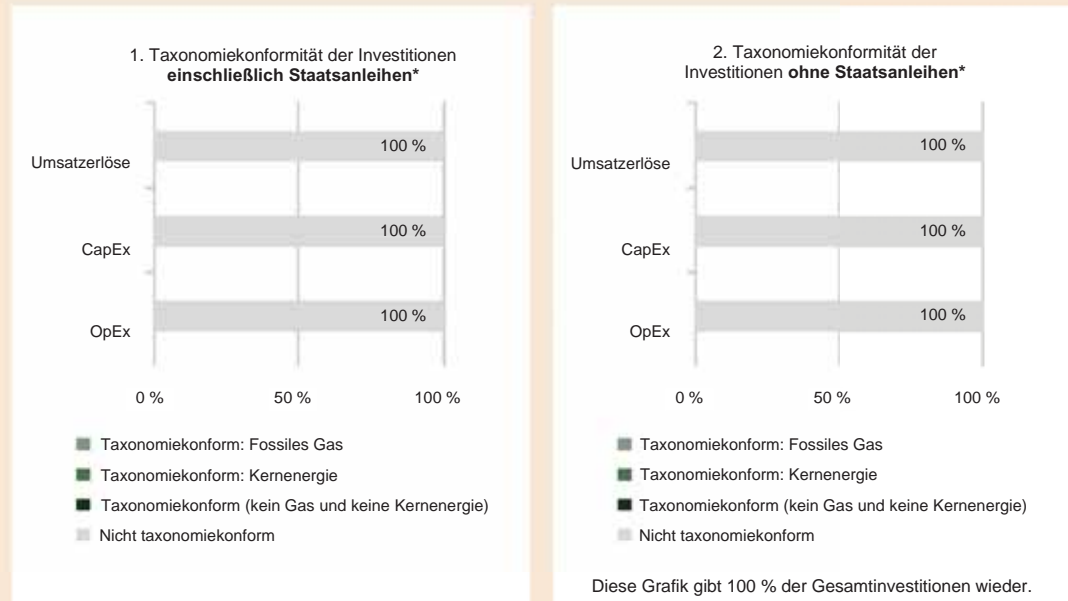 1. Taxonomiekonformität der Investitionen
einschließlich Staatsanleihen*
Umsatzerlöse
100 %
CapEx
100 %
OpEx
100 %
0 %
50 %
100 %
Taxonomiekonform: Fossiles Gas
Taxonomiekonform: Kernenergie
Taxonomiekonform (kein Gas und keine Kernenergie)
Nicht taxonomiekonform
2. Taxonomiekonformität der
Investitionen ohne Staatsanleihen*
Umsatzerlöse
100 %
CapEx
100 %
OpEx
100 %
0 %
50 %
100 %
Taxonomiekonform: Fossiles Gas
Taxonomiekonform: Kernenergie
Taxonomiekonform (kein Gas und keine Kernenergie)
Nicht taxonomiekonform
Diese Grafik gibt 100 % der Gesamtinvestitionen wieder.